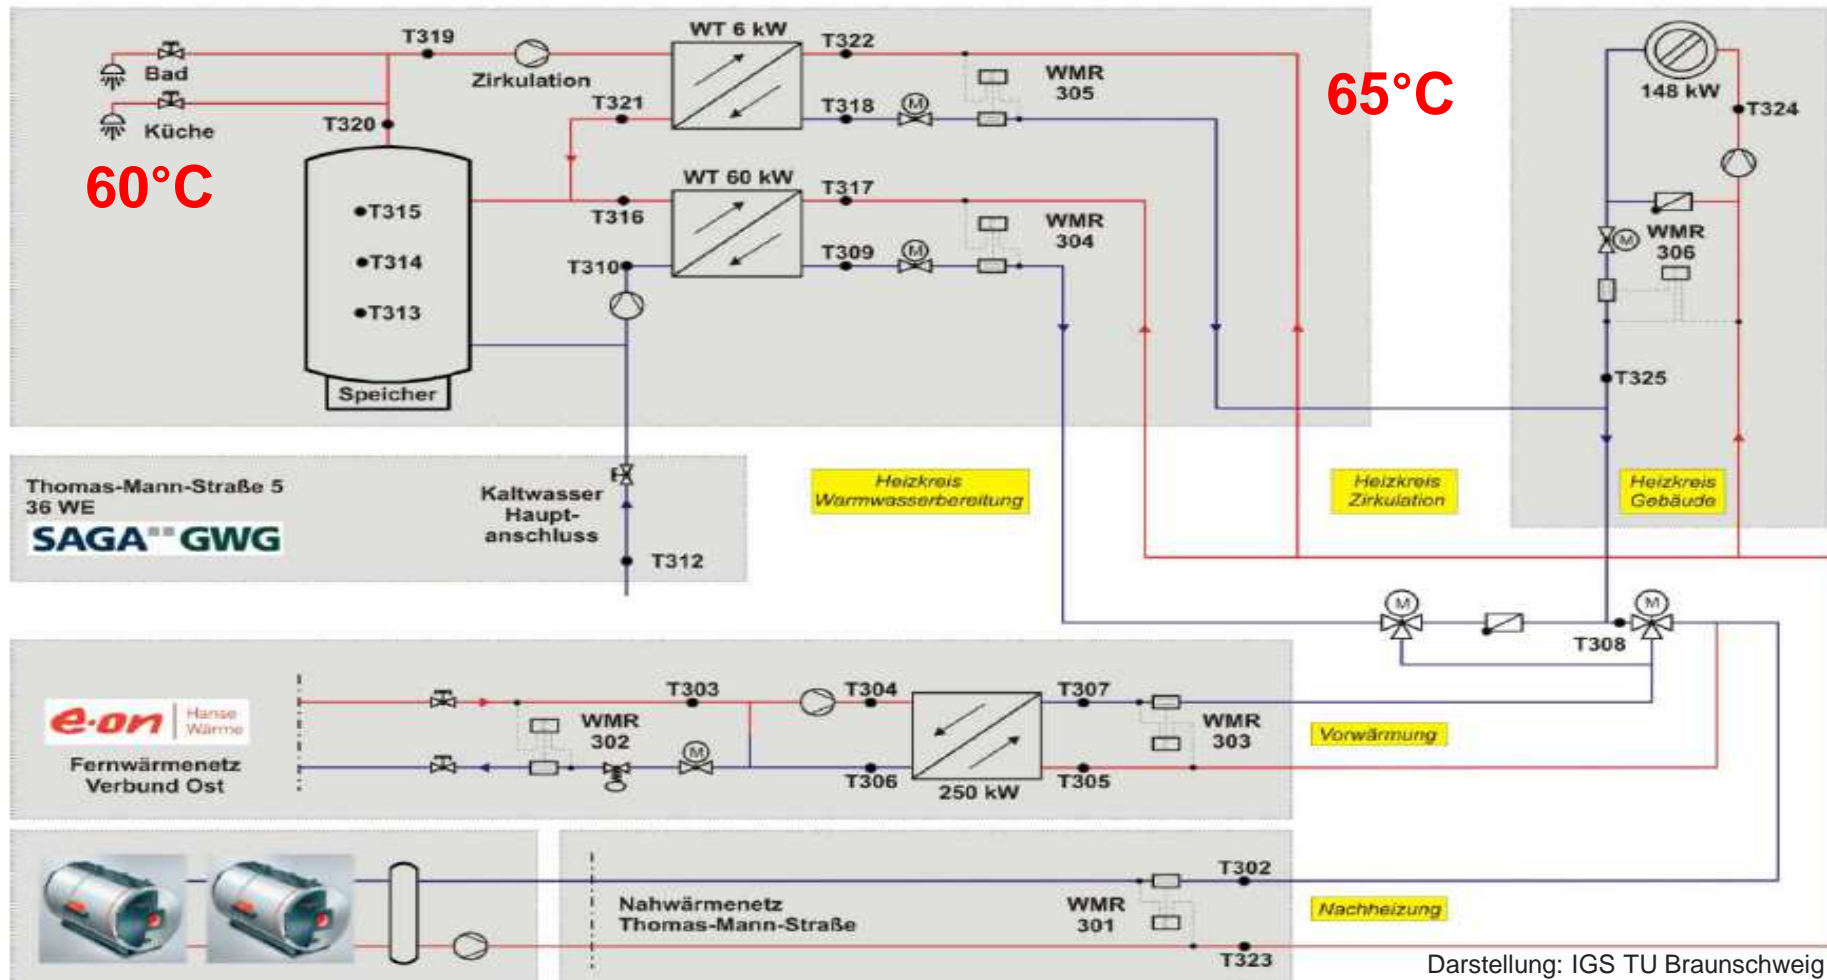 WT 6 kW
T319
T322
Zirkulation
Bad
Küche
T320
T321
T318
M
WMR
305
65°C
148 kW
T324
60°C
WT 60 kW
T317
T316
T315
T314
T313
T310
T309
M
WMR
304
M
WMR
306
T325
Speicher
Thomas-Mann-Straße 5
36 WE
SAGA GWG
Kaltwasser
Haupt-
anschluss
T312
Heizkreis
Warmwasserbereitung
Heizkreis
Zirkulation
Heizkreis
Gebäude
M
M
T308
e·on
Hanse
Wärme
Fernwärmenetz
Verbund Ost
T303
T304
T307
WMR
302
M
WMR
303
T306
T305
250 kW
Vorwärmung
Nahwärmenetz
Thomas-Mann-Straße
WMR
301
T302
T323
Nachheizung
Darstellung: IGS TU Braunschweig